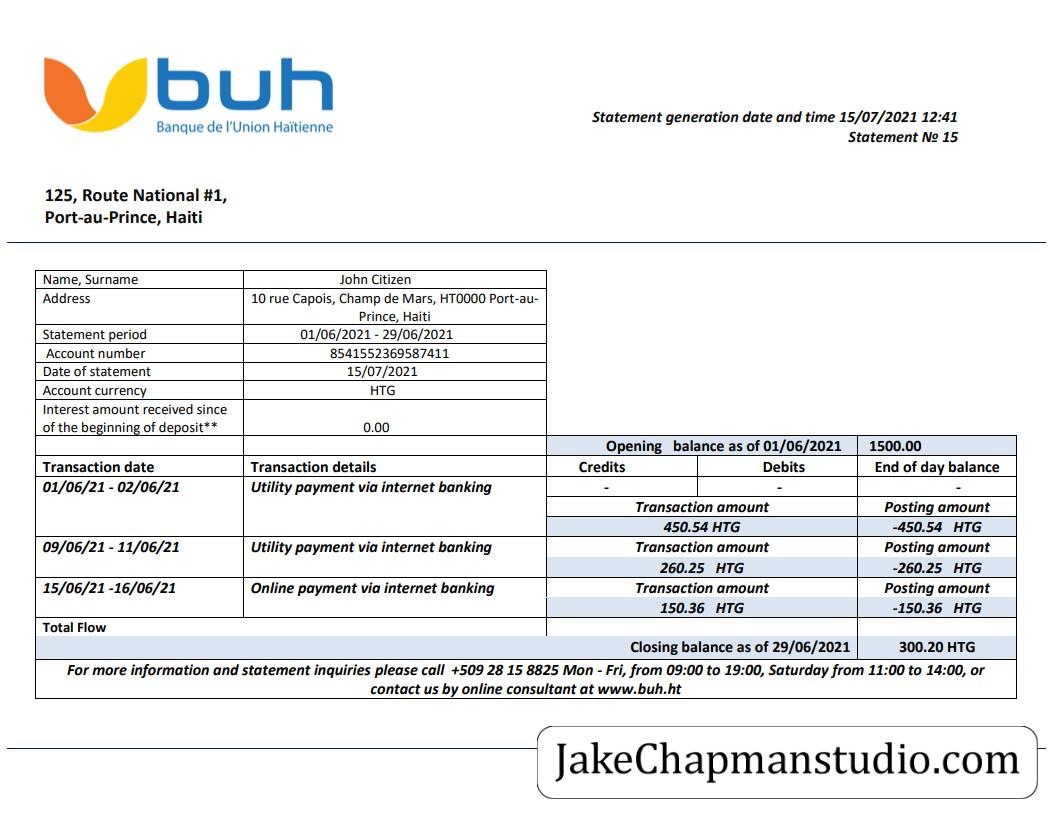 buh
Banque de l'Union Haïtienne
Statement generation date and time 15/07/2021 12:41
Statement № 15
125, Route National #1,
Port-au-Prince, Haiti
Name, Surname John Citizen
Address 10 rue Capois, Champ de Mars, HT0000 Port-au-
Prince, Haiti
Statement period 01/06/2021 - 29/06/2021
Account number 8541552369587411
Date of statement 15/07/2021
Account currency HTG
Interest amount received since
of the beginning of deposit** 0.00
Opening balance as of 01/06/2021 1500.00
Transaction date Transaction details Credits Debits End of day balance
01/06/21 - 02/06/21 Utility payment via internet banking - - -
Transaction amount Posting amount
450.54 HTG -450.54 HTG
09/06/21 - 11/06/21 Utility payment via internet banking Transaction amount Posting amount
260.25 HTG -260.25 HTG
15/06/21 -16/06/21 Online payment via internet banking Transaction amount Posting amount
150.36 HTG -150.36 HTG
Total Flow
Closing balance as of 29/06/2021 300.20 HTG
For more information and statement inquiries please call +509 28 15 8825 Mon - Fri, from 09:00 to 19:00, Saturday from 11:00 to 14:00, or
contact us by online consultant at www.buh.ht
JakeChapmanstudio.com